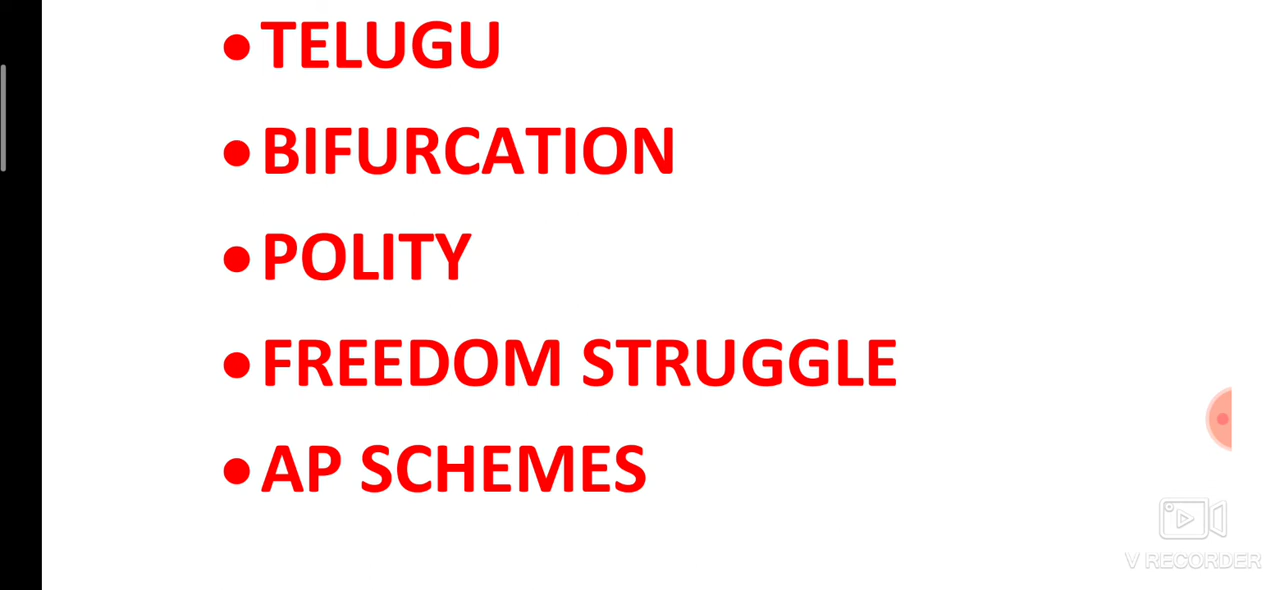 • TELUGU
• BIFURCATION
• POLITY
• FREEDOM STRUGGLE
• AP SCHEMES
V RECORDER